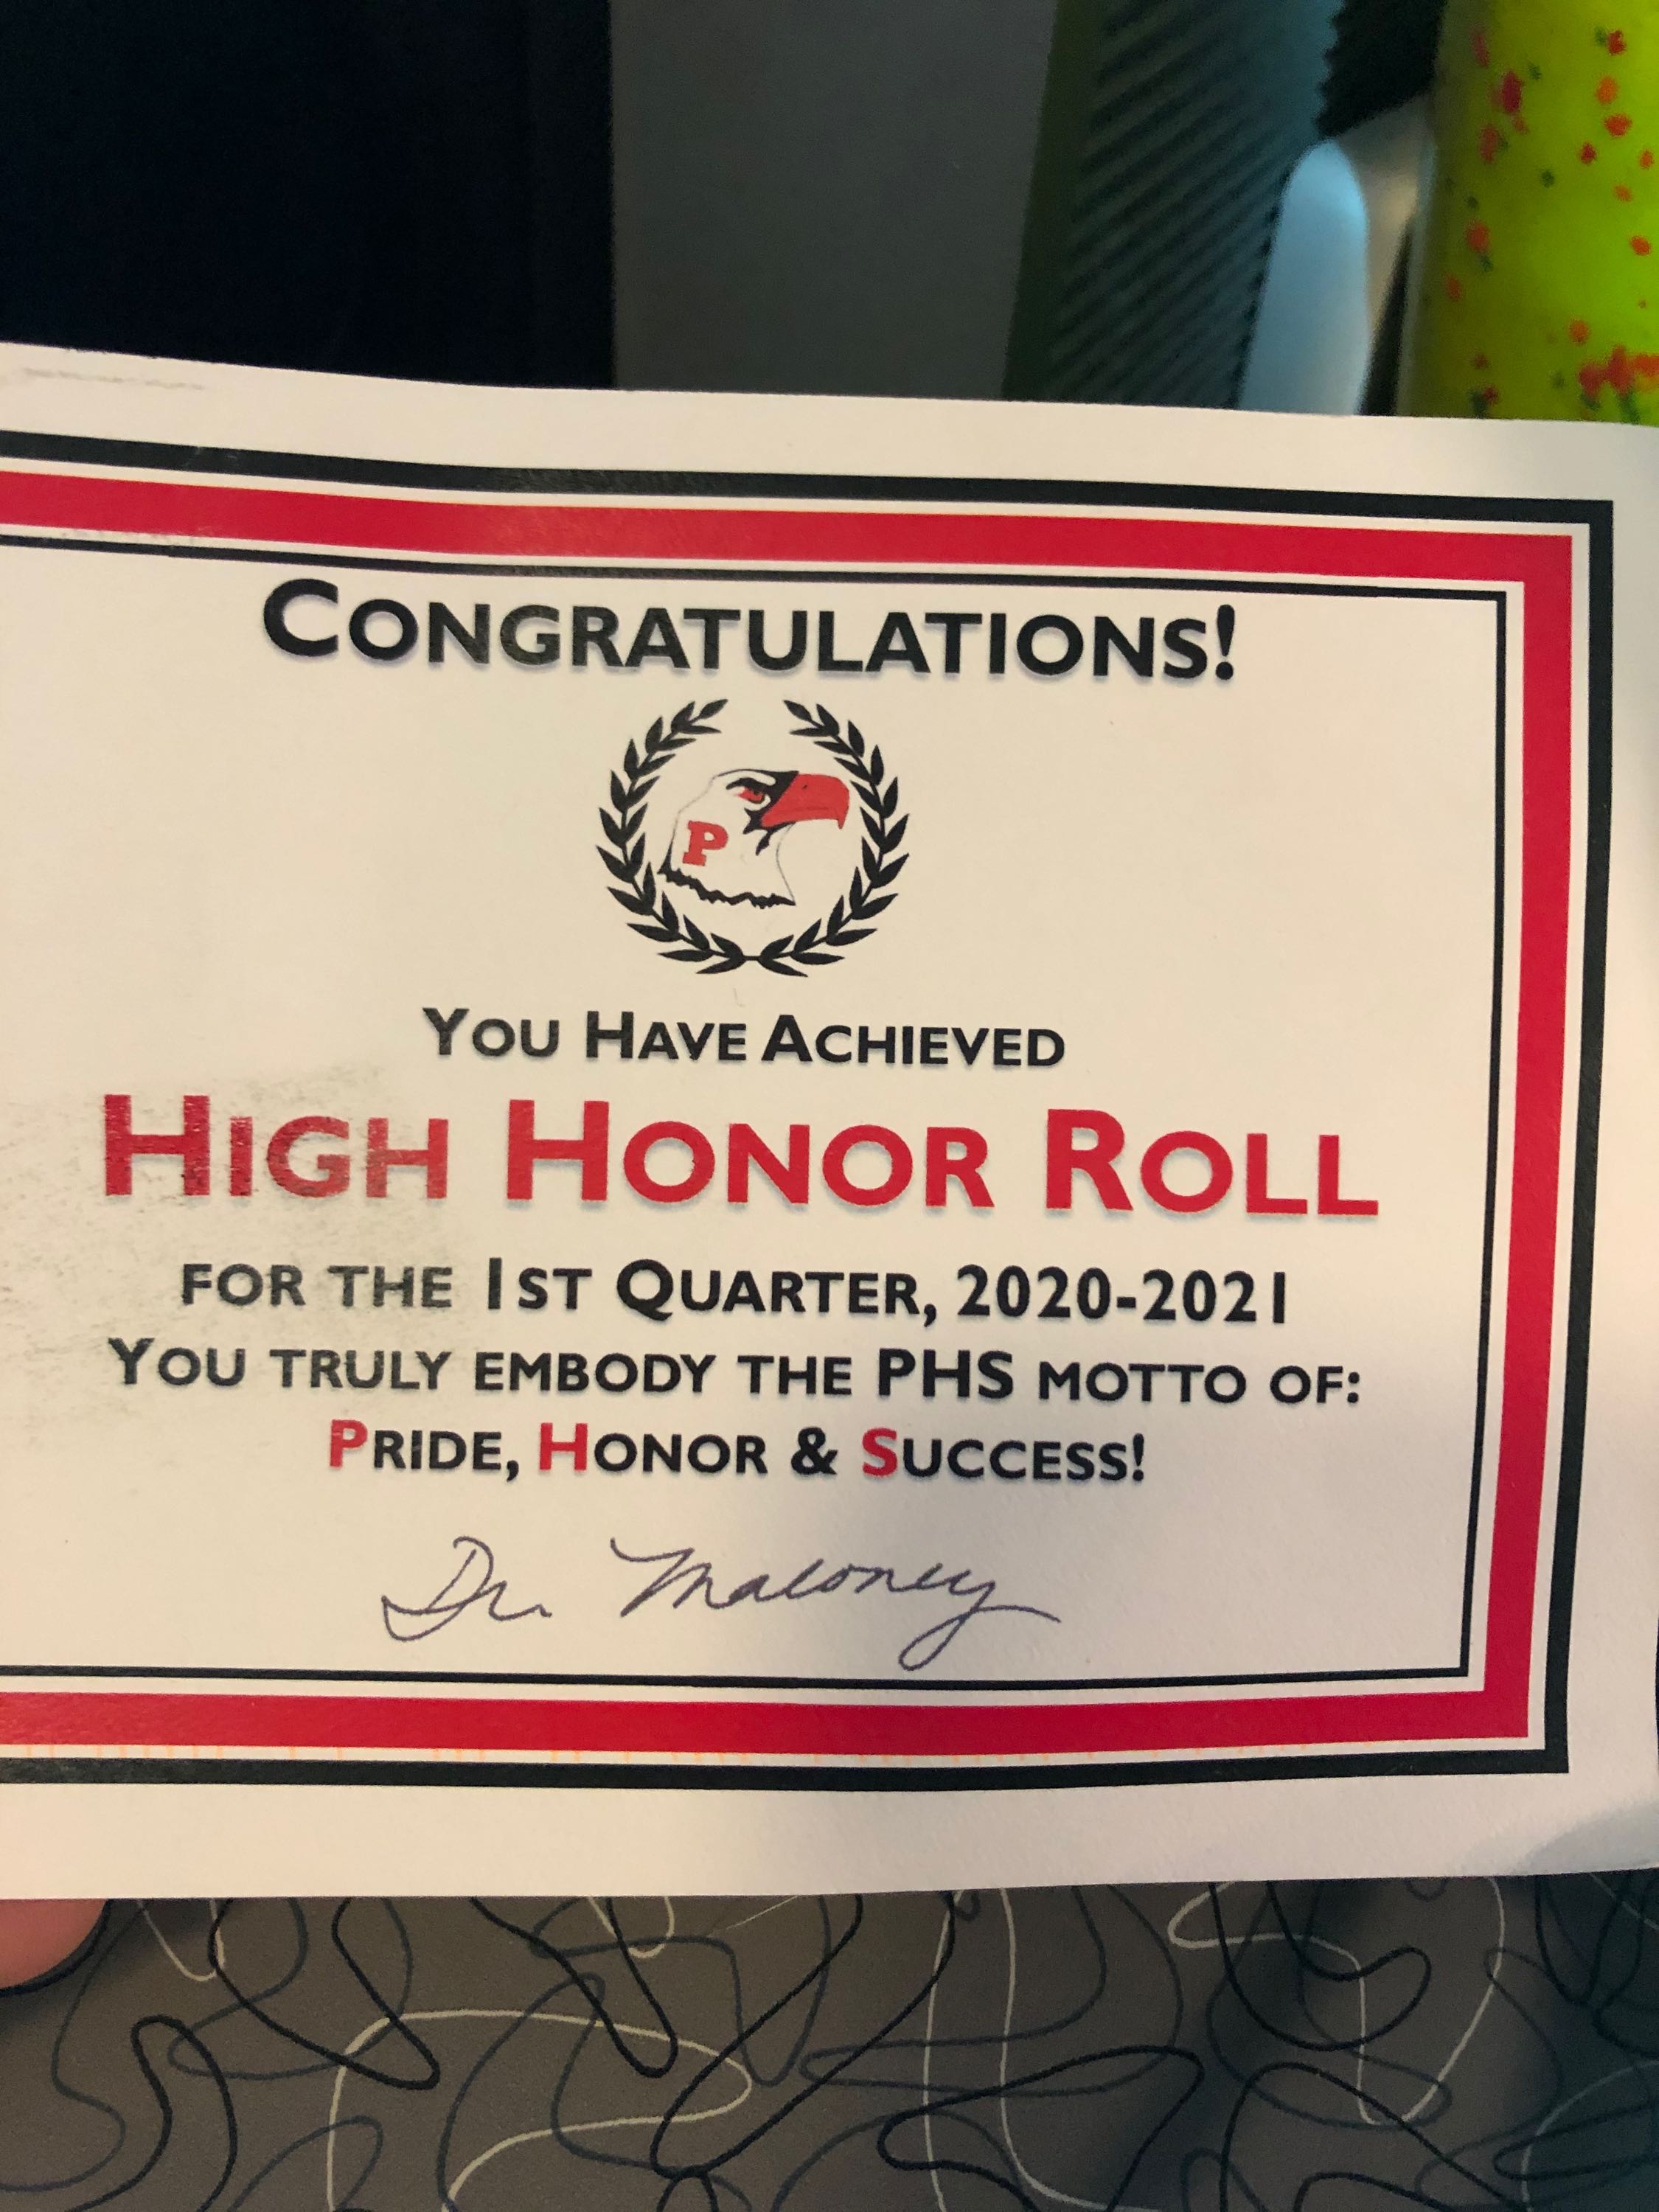 CONGRATULATIONS!
P
YOU HAVE ACHIEVED
HIGH HONOR ROLL
FOR THE 1ST QUARTER, 2020-2021
YOU TRULY EMBODY THE PHS MOTTO OF:
PRIDE, HONOR & SUCCESS!
Dr. Maloney